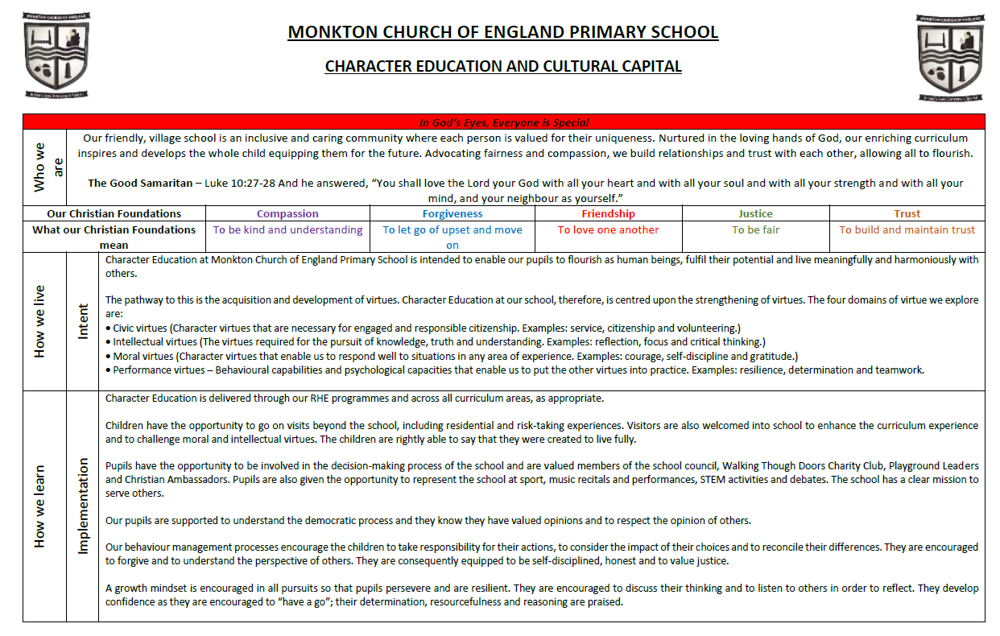 MONKTON CHURCH OF ENGLAND PRIMARY SCHOOL
CHARACTER EDUCATION AND CULTURAL CAPITAL
MONKTON CHURCH OF ENGLAND
MONKTON CHURCH OF ENGLAND
In God's Eyes, Everyone is Special
In God's Eyes, Everyone is Special
In God's Eyes, Everyone is Special
Who we are
Our friendly, village school is an inclusive and caring community where each person is valued for their uniqueness. Nurtured in the loving hands of God, our enriching curriculum
inspires and develops the whole child equipping them for the future. Advocating fairness and compassion, we build relationships and trust with each other, allowing all to flourish.
The Good Samaritan – Luke 10:27-28 And he answered, “You shall love the Lord your God with all your heart and with all your soul and with all your strength and with all your
mind, and your neighbour as yourself.”
Our Christian Foundations Compassion Forgiveness Friendship Justice Trust
What our Christian Foundations mean
To be kind and understanding
To let go of upset and move on
To love one another
To be fair
To build and maintain trust
How we live
Intent
Character Education at Monkton Church of England Primary School is intended to enable our pupils to flourish as human beings, fulfil their potential and live meaningfully and harmoniously with
others.
The pathway to this is the acquisition and development of virtues. Character Education at our school, therefore, is centred upon the strengthening of virtues. The four domains of virtue we explore
are:
• Civic virtues (Character virtues that are necessary for engaged and responsible citizenship. Examples: service, citizenship and volunteering.)
• Intellectual virtues (The virtues required for the pursuit of knowledge, truth and understanding. Examples: reflection, focus and critical thinking.)
• Moral virtues (Character virtues that enable us to respond well to situations in any area of experience. Examples: courage, self-discipline and gratitude.)
• Performance virtues – Behavioural capabilities and psychological capacities that enable us to put the other virtues into practice. Examples: resilience, determination and teamwork.
How we learn
Implementation
Character Education is delivered through our RHE programmes and across all curriculum areas, as appropriate.
Children have the opportunity to go on visits beyond the school, including residential and risk-taking experiences. Visitors are also welcomed into school to enhance the curriculum experience
and to challenge moral and intellectual virtues. The children are rightly able to say that they were created to live fully.
Pupils have the opportunity to be involved in the decision-making process of the school and are valued members of the school council, Walking Though Doors Charity Club, Playground Leaders
and Christian Ambassadors. Pupils are also given the opportunity to represent the school at sport, music recitals and performances, STEM activities and debates. The school has a clear mission to
serve others.
Our pupils are supported to understand the democratic process and they know they have valued opinions and to respect the opinion of others.
Our behaviour management processes encourage the children to take responsibility for their actions, to consider the impact of their choices and to reconcile their differences. They are encouraged
to forgive and to understand the perspective of others. They are consequently equipped to be self-disciplined, honest and to value justice.
A growth mindset is encouraged in all pursuits so that pupils persevere and are resilient. They are encouraged to discuss their thinking and to listen to others in order to reflect. They develop
confidence as they are encouraged to “have a go”; their determination, resourcefulness and reasoning are praised.